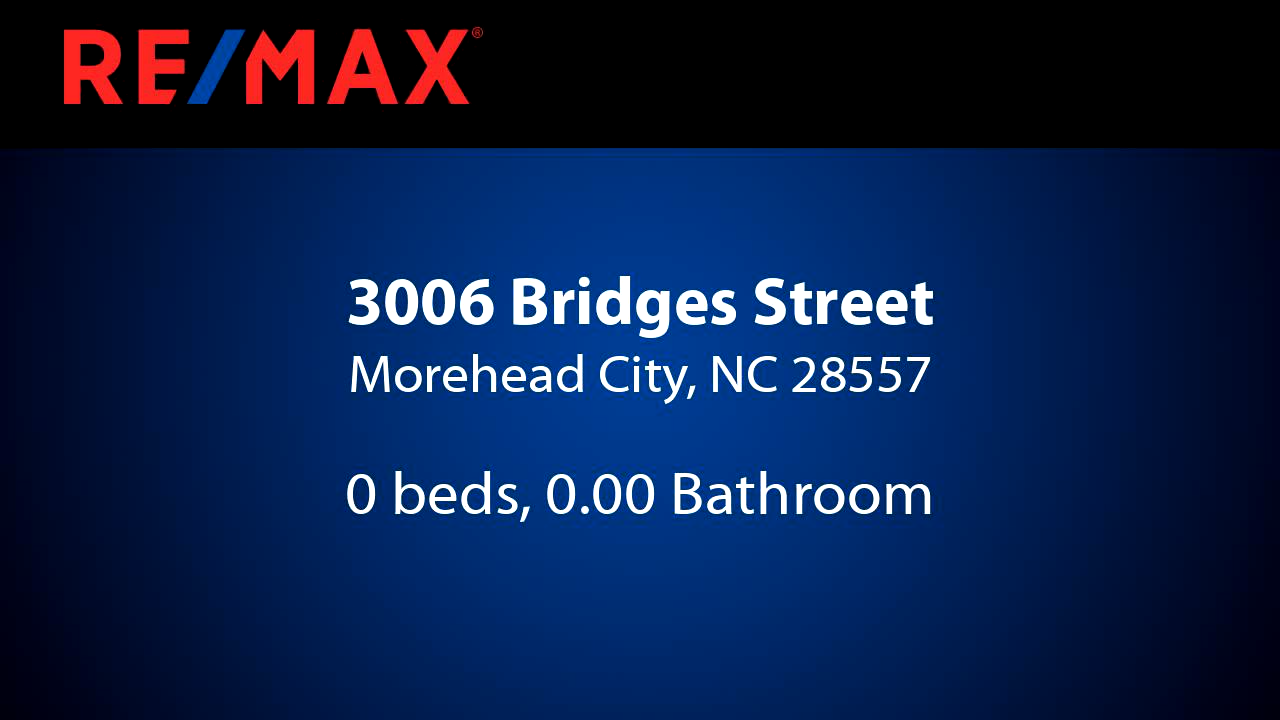 RE/MAX®
3006 Bridges Street
Morehead City, NC 28557
0 beds, 0.00 Bathroom